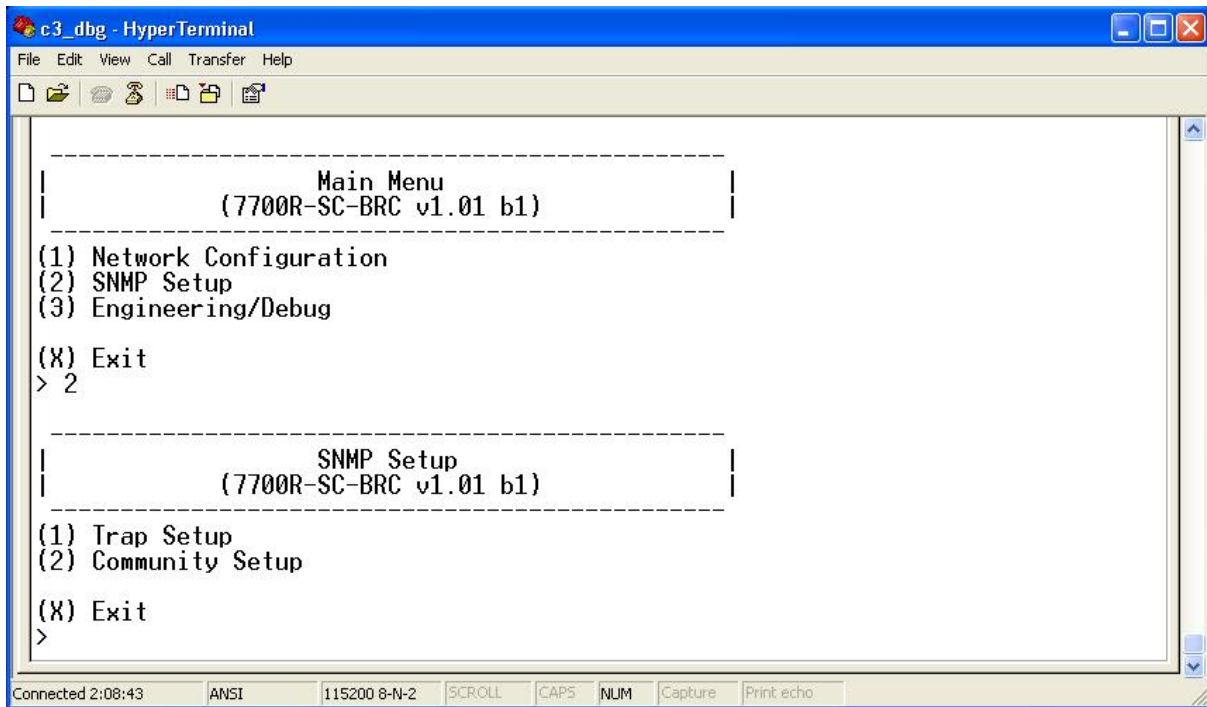 c3_dbg - HyperTerminal
File Edit View Call Transfer Help
Main Menu
(7700R-SC-BRC v1.01 b1)
(1) Network Configuration
(2) SNMP Setup
(3) Engineering/Debug
(X) Exit
> 2
SNMP Setup
(7700R-SC-BRC v1.01 b1)
(1) Trap Setup
(2) Community Setup
(X) Exit
>
Connected 2:08:43 ANSI 115200 8-N-2 SCROLL CAPS NUM Capture Print echo